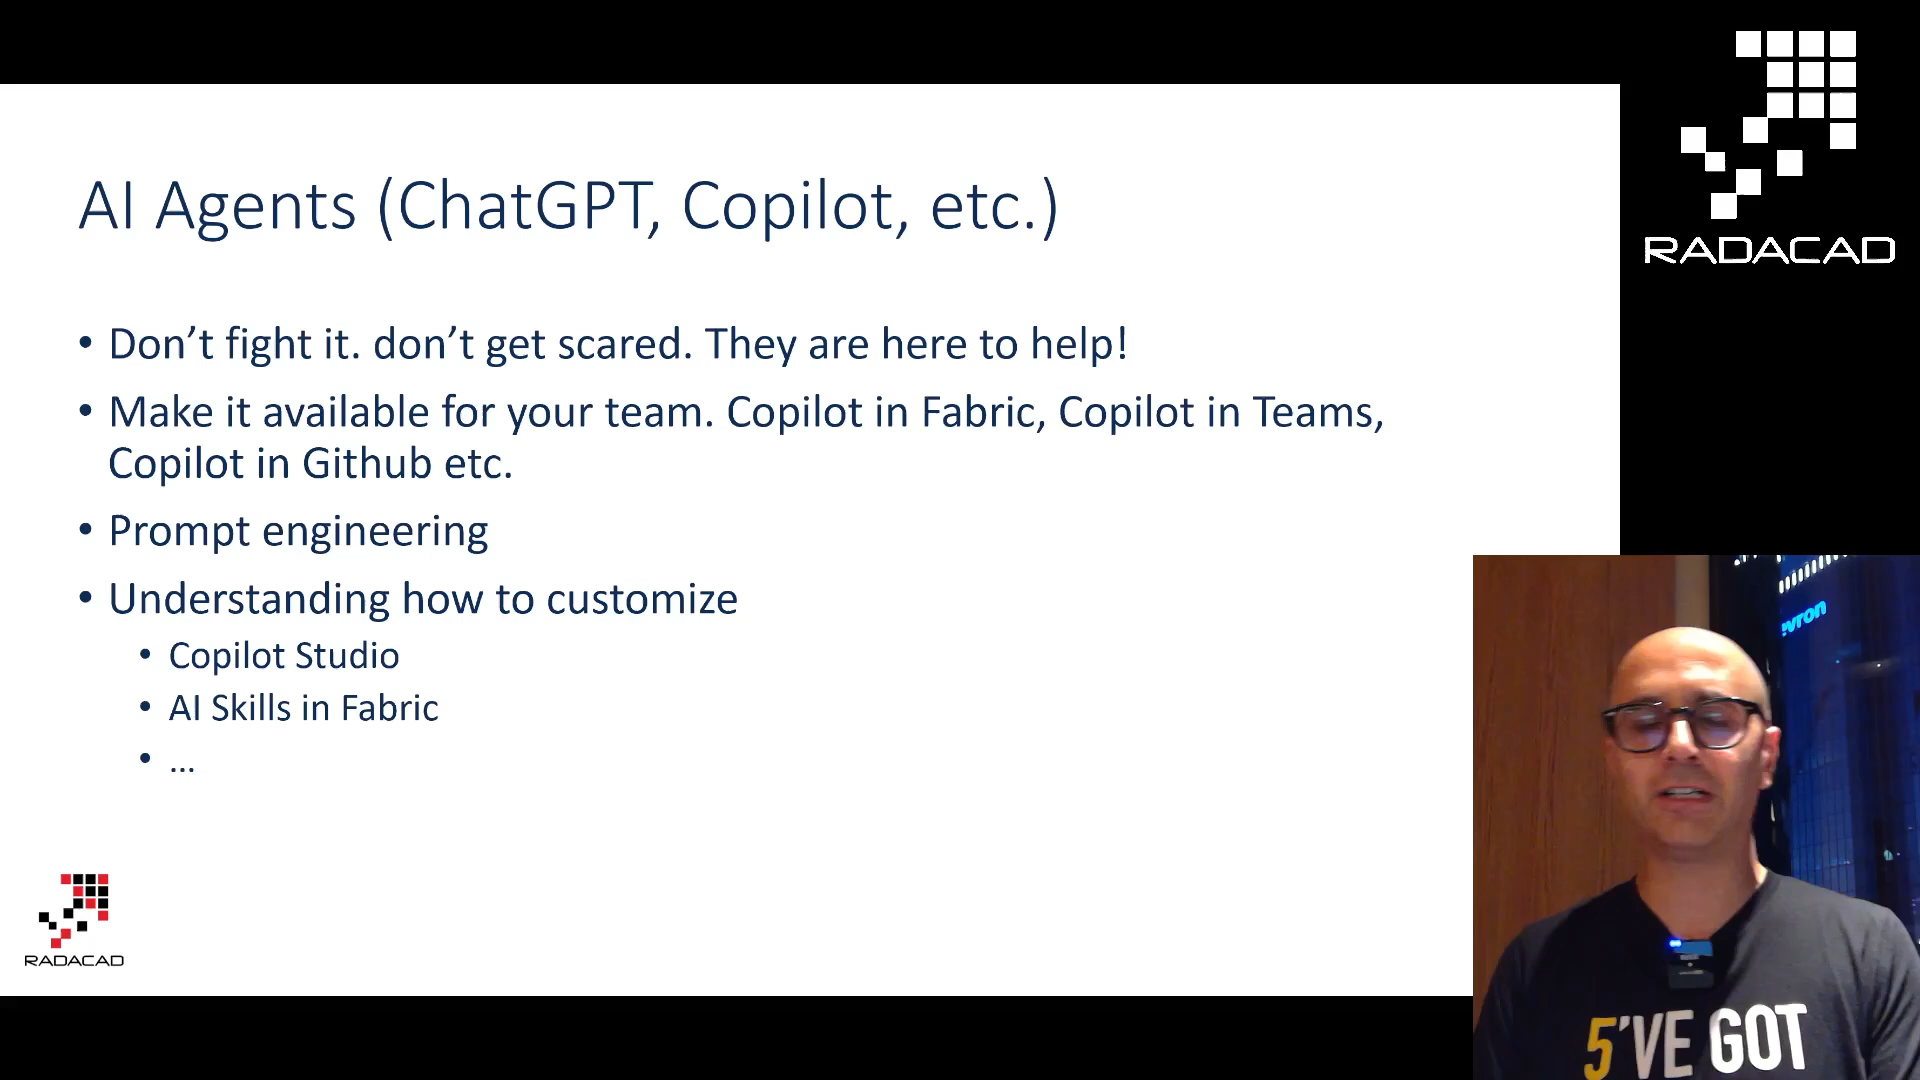 AI Agents (ChatGPT, Copilot, etc.)
• Don’t fight it. don’t get scared. They are here to help!
• Make it available for your team. Copilot in Fabric, Copilot in Teams,
Copilot in Github etc.
• Prompt engineering
• Understanding how to customize
• Copilot Studio
• AI Skills in Fabric
• ...
RADACAD
RADACAD
evron
5'VE GOT